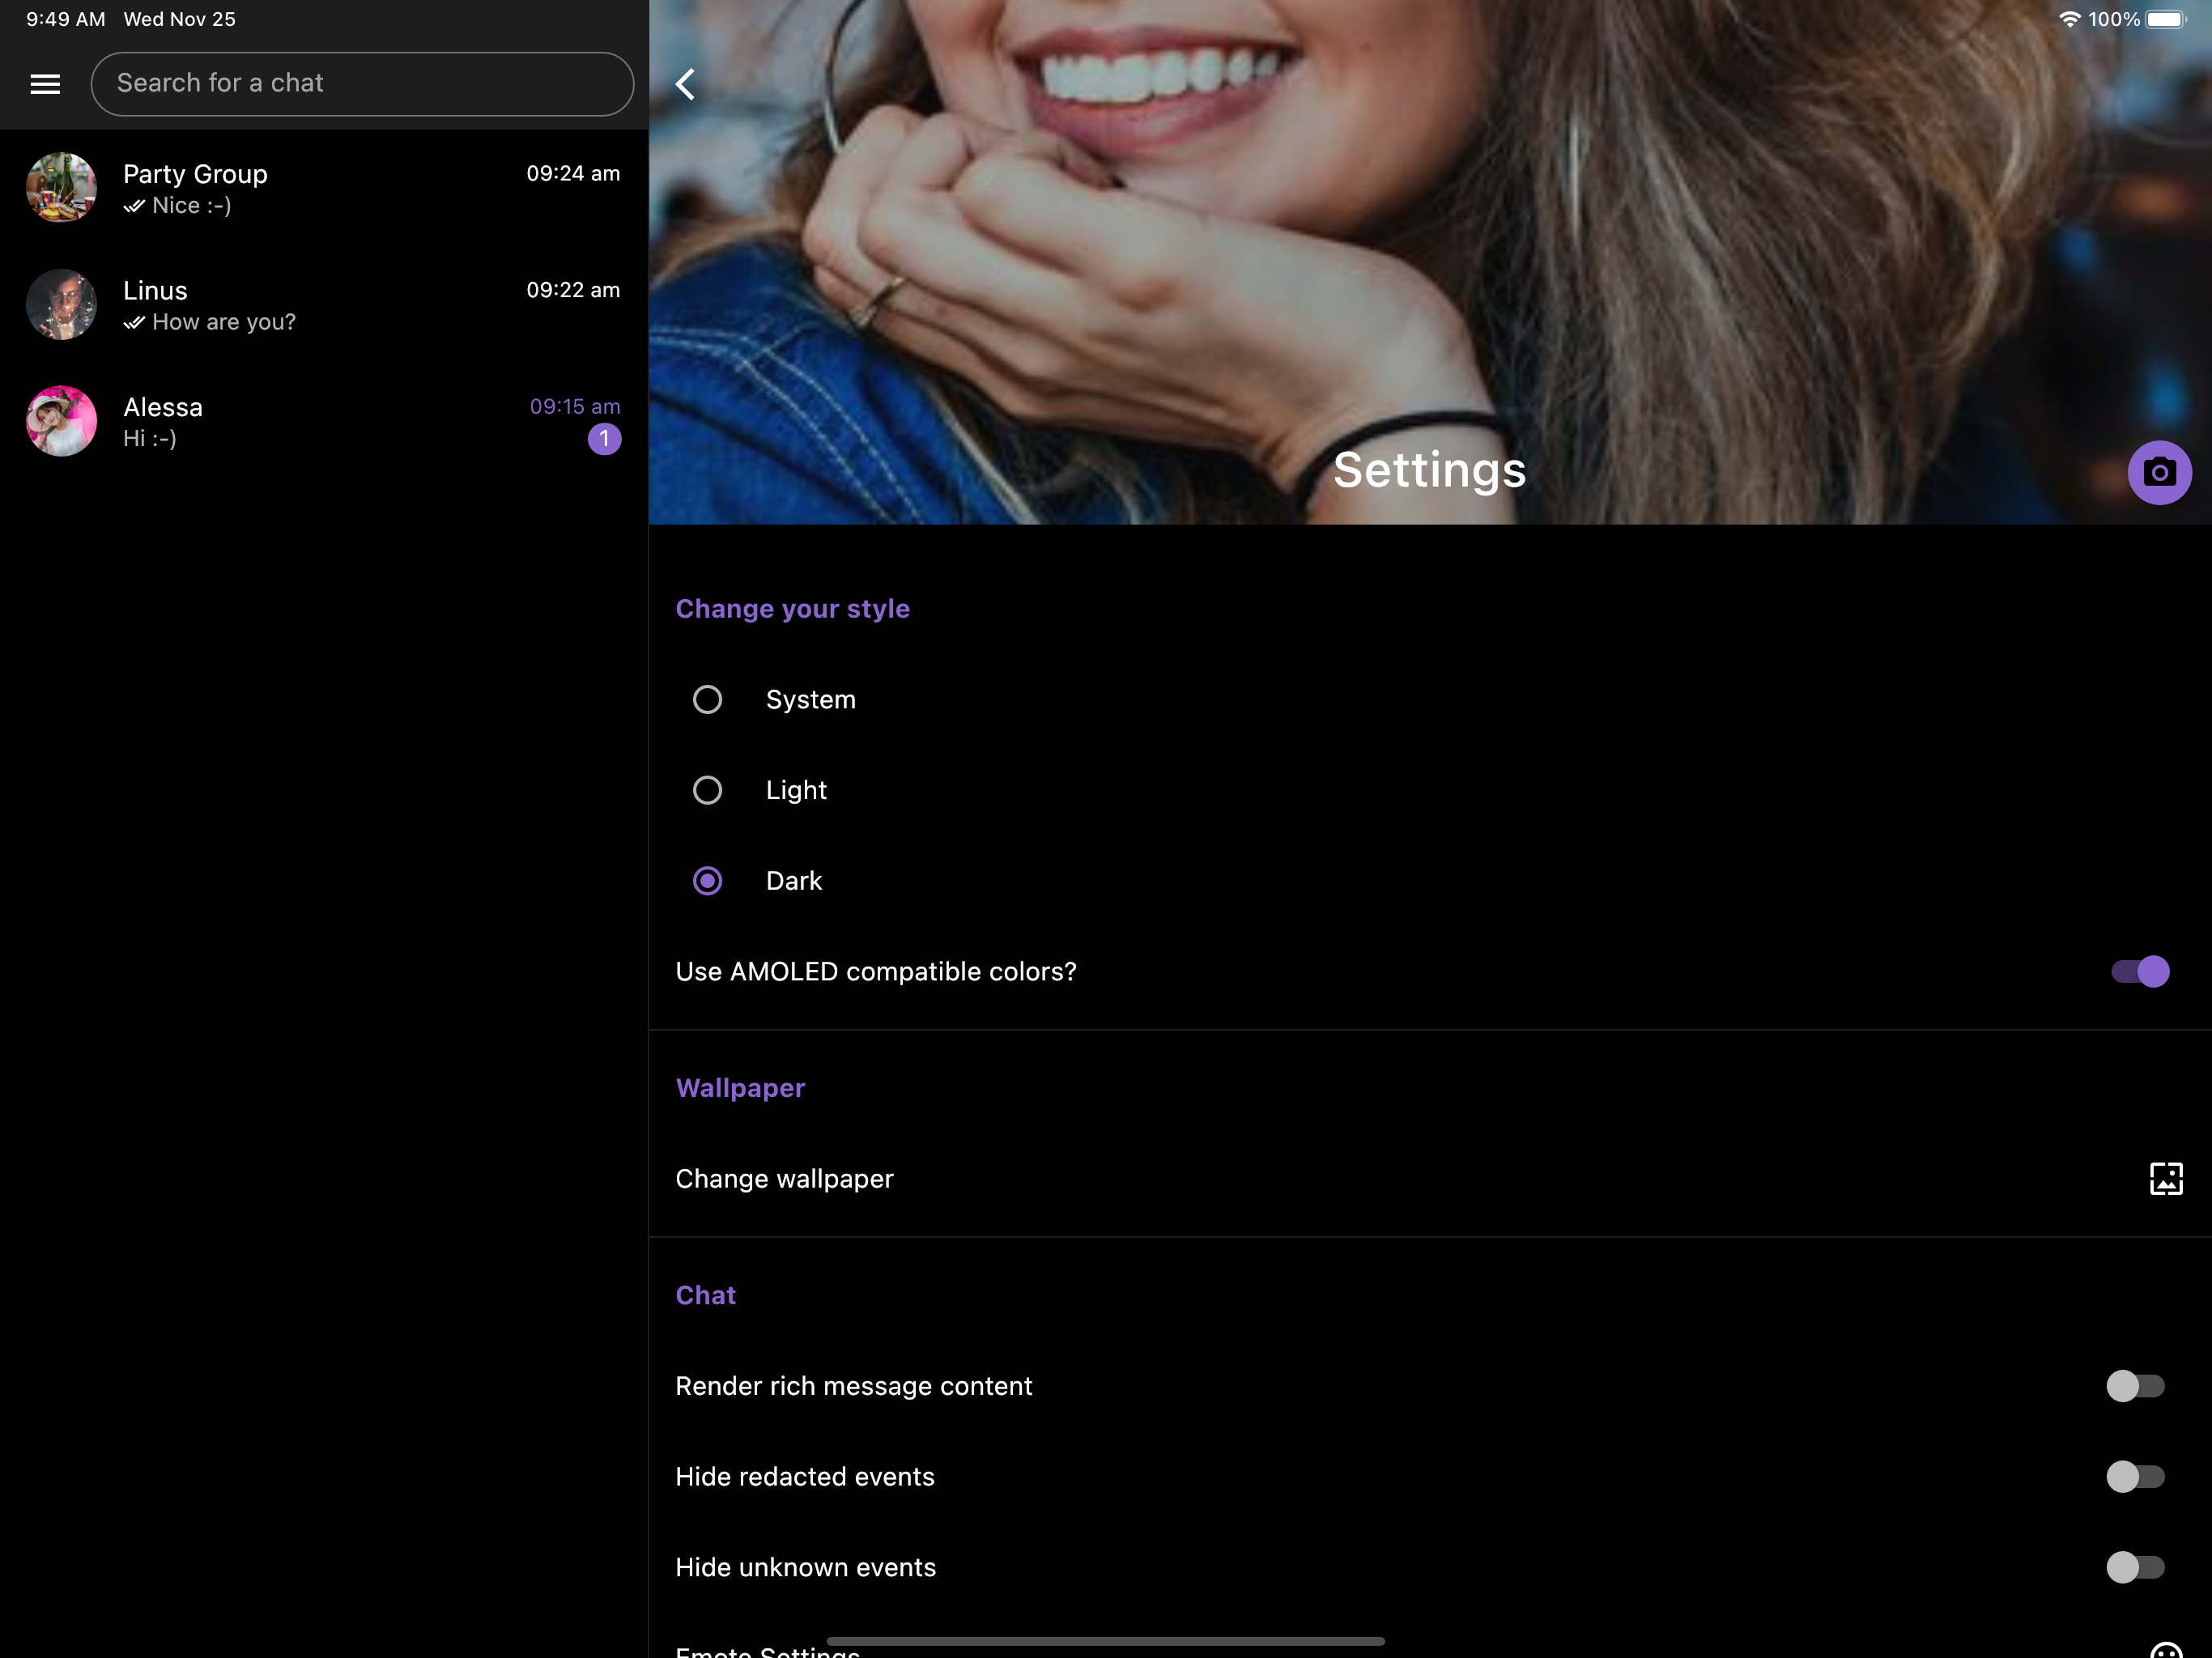 9:49 AM Wed Nov 25
100%
Search for a chat
Party Group
09:24 am
Nice :-)
Linus
09:22 am
How are you?
Alessa
09:15 am
Hi :-)
1
Settings
Change your style
System
Light
Dark
Use AMOLED compatible colors?
Wallpaper
Change wallpaper
Chat
Render rich message content
Hide redacted events
Hide unknown events
Emote Settings